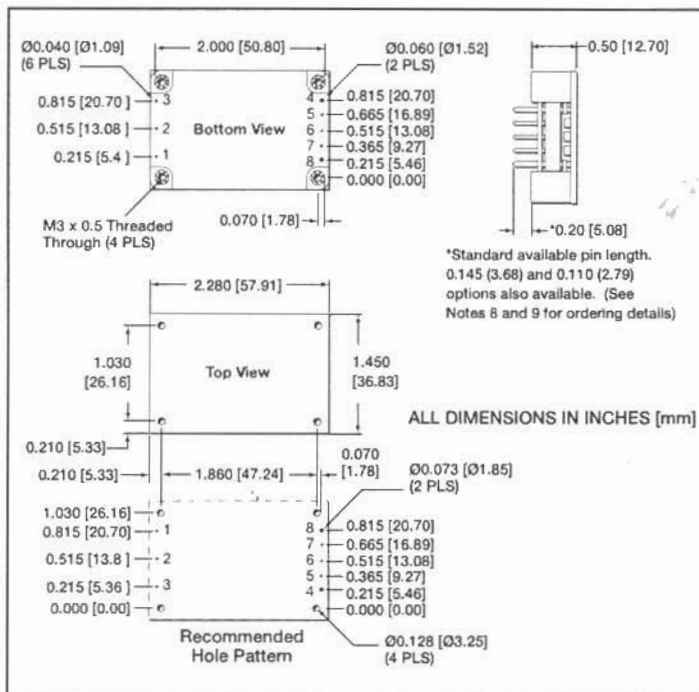 Ø0.040 [Ø1.09]
(6 PLS)
2.000 [50.80]
Ø0.060 [Ø1.52]
(2 PLS)
0.50 [12.70]
0.815 [20.70] 3
0.515 [13.08] 2
0.215 [5.4] 1
Bottom View
4 0.815 [20.70]
5 0.665 [16.89]
6 0.515 [13.08]
7 0.365 [9.27]
8 0.215 [5.46]
0.000 [0.00]
M3 x 0.5 Threaded
Through (4 PLS)
0.070 [1.78]
*0.20 [5.08]
*Standard available pin length.
0.145 (3.68) and 0.110 (2.79)
options also available. (See
Notes 8 and 9 for ordering details)
2.280 [57.91]
1.030
[26.16]
Top View
1.450
[36.83]
ALL DIMENSIONS IN INCHES [mm]
0.210 [5.33]
0.210 [5.33]
1.860 [47.24]
0.070
[1.78]
Ø0.073 [Ø1.85]
(2 PLS)
1.030 [26.16]
0.815 [20.70] 1
0.515 [13.8] 2
0.215 [5.36] 3
0.000 [0.00]
8 0.815 [20.70]
7 0.665 [16.89]
6 0.515 [13.08]
5 0.365 [9.27]
4 0.215 [5.46]
0.000 [0.00]
Recommended
Hole Pattern
Ø0.128 [Ø3.25]
(4 PLS)